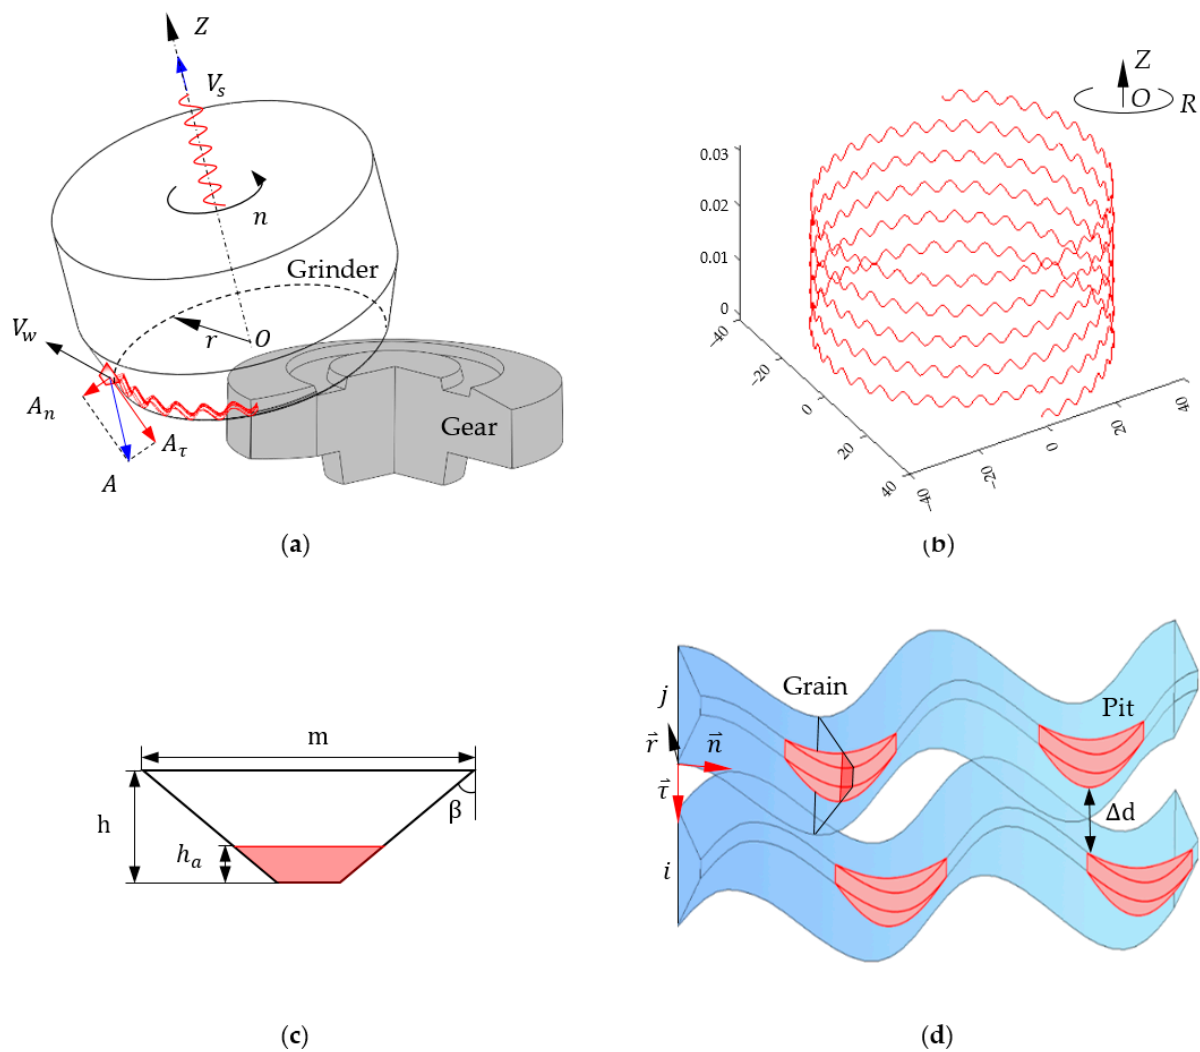 Z
V_s
n
Grinder
V_w
r
O
A_n
A_τ
A
Gear
(a)
Z
O
R
0.03
0.02
0.01
0
−40
−20
0
20
40
−40
−20
0
20
40
(b)
m
h
h_a
β
(c)
Grain
Pit
j
r⃗
n⃗
τ⃗
Δd
i
(d)